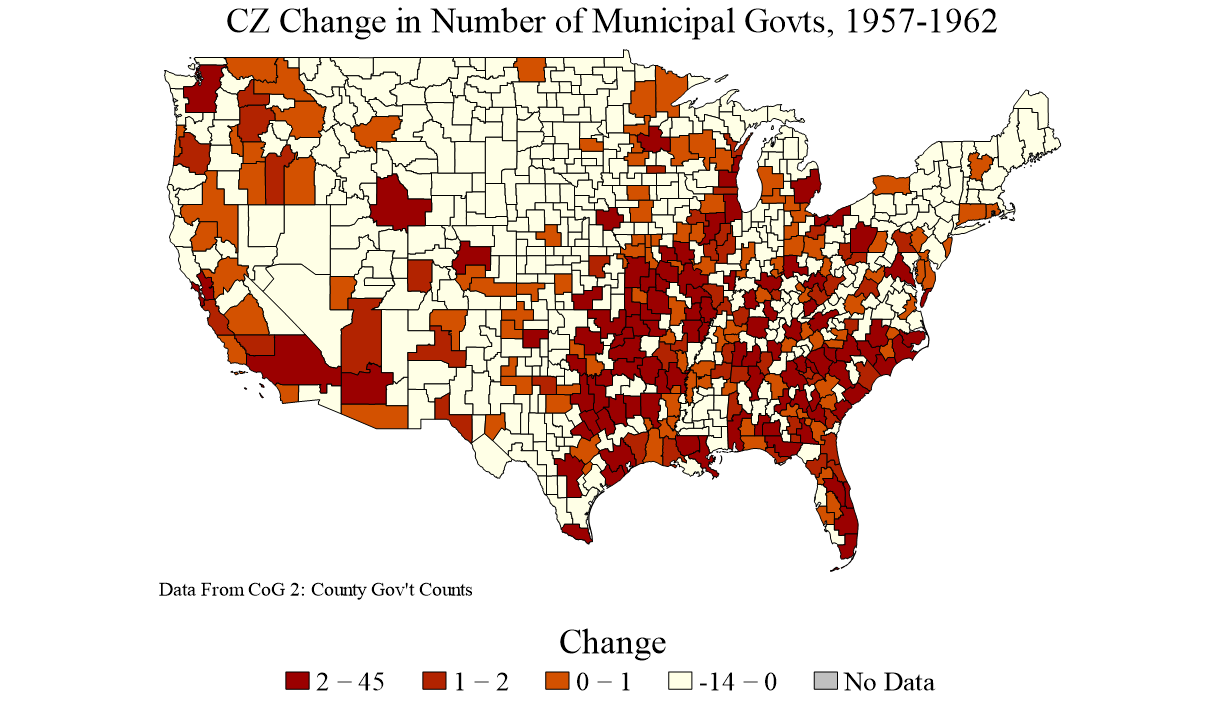 CZ Change in Number of Municipal Govts, 1957-1962
Data From CoG 2: County Gov't Counts
Change
2 − 45 1 − 2 0 − 1 -14 − 0 No Data